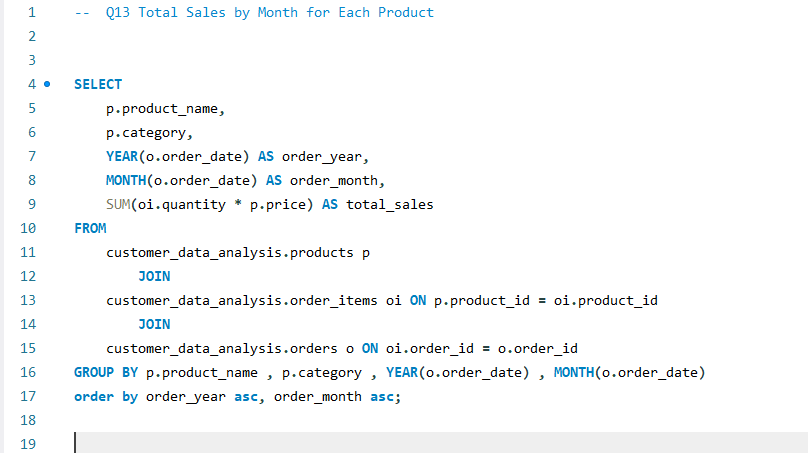 1 -- Q13 Total Sales by Month for Each Product
2
3
4 SELECT
5 p.product_name,
6 p.category,
7 YEAR(o.order_date) AS order_year,
8 MONTH(o.order_date) AS order_month,
9 SUM(oi.quantity * p.price) AS total_sales
10 FROM
11 customer_data_analysis.products p
12 JOIN
13 customer_data_analysis.order_items oi ON p.product_id = oi.product_id
14 JOIN
15 customer_data_analysis.orders o ON oi.order_id = o.order_id
16 GROUP BY p.product_name , p.category , YEAR(o.order_date) , MONTH(o.order_date)
17 order by order_year asc, order_month asc;
18
19